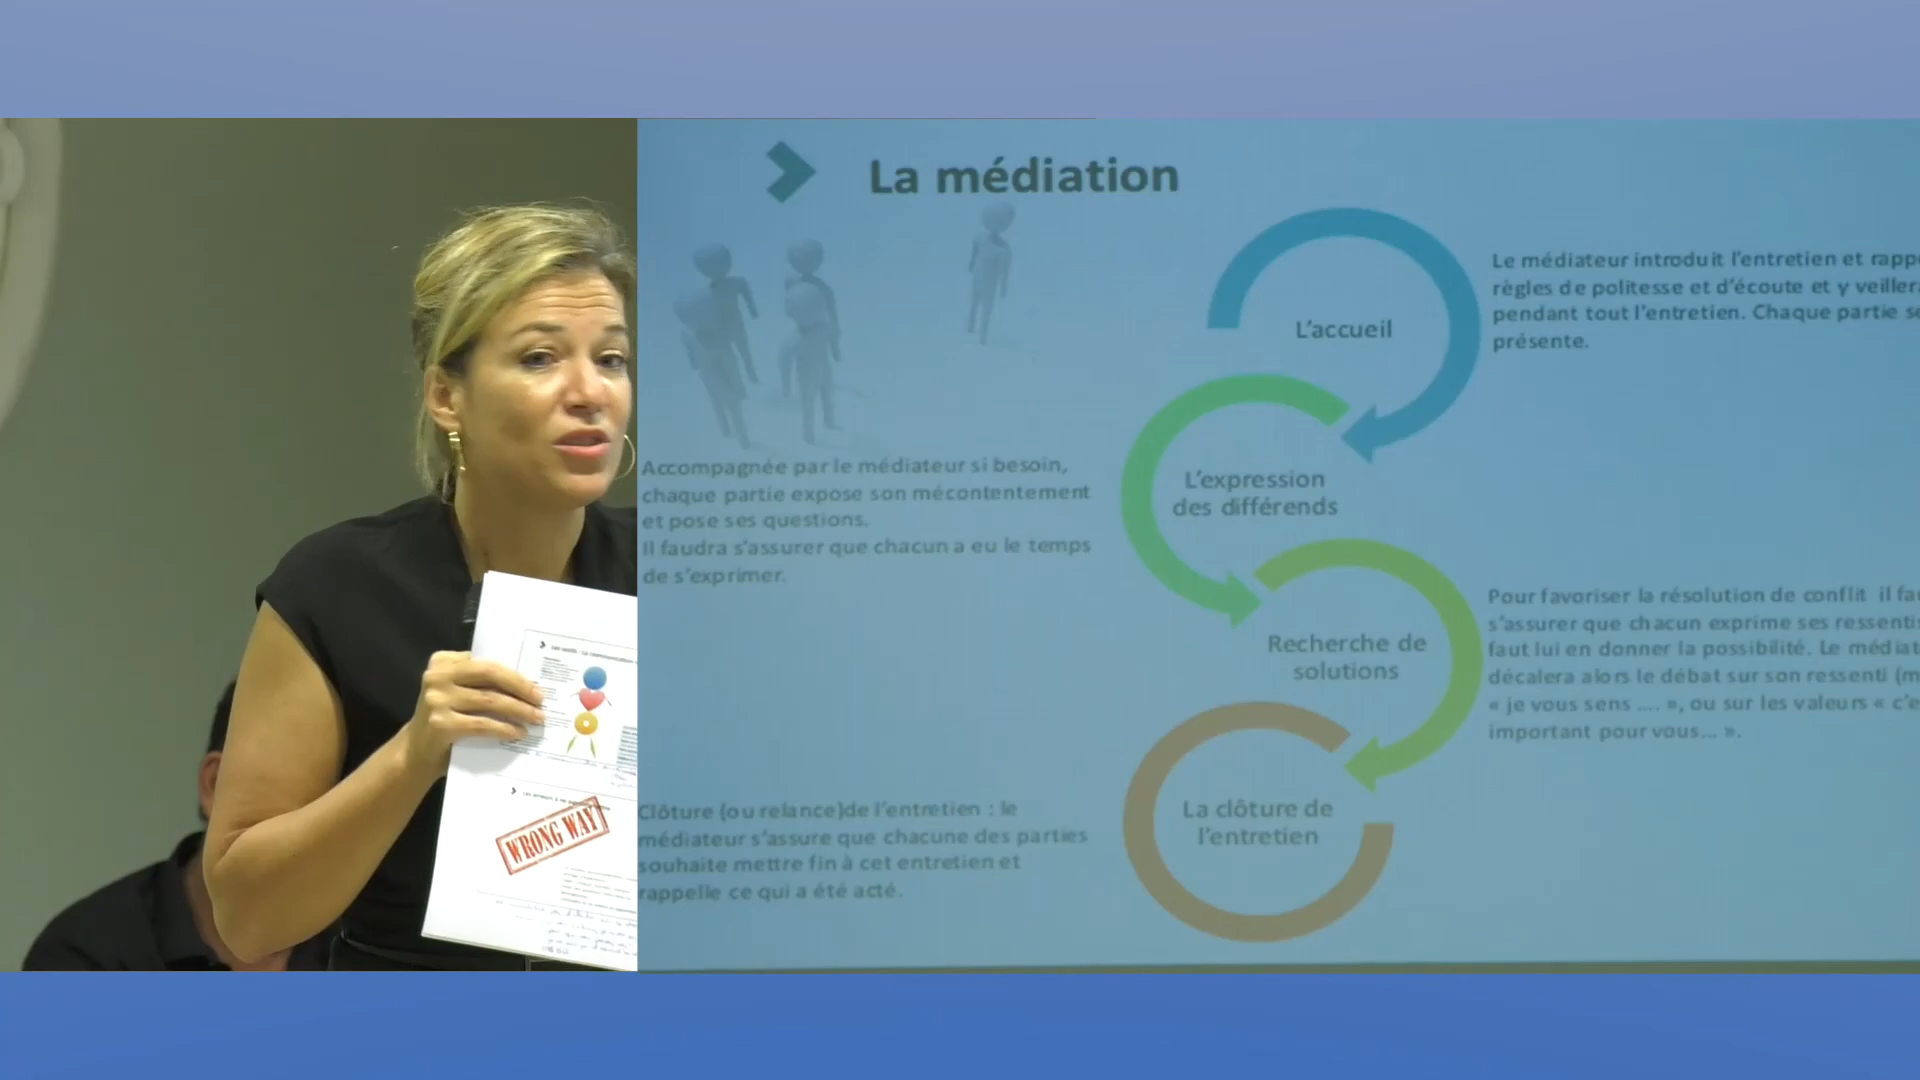 La médiation
Le médiateur introduit l'entretien et
règles de politesse et d'écoute et y
pendant tout l'entretien. Chaque partie
présente.
L'accueil
Accompagnée par le médiateur si besoin,
chaque partie expose son mécontentement
et pose ses questions.
Il faudra s'assurer que chacun a eu le temps
de s'exprimer.
L'expression
des différends
Recherche de
solutions
Pour favoriser la résolution de conflit il
s'assurer que chacun exprime ses
faut lui en donner la possibilité. Le
décalera alors le débat sur son ressenti
« je vous sens .... », ou sur les valeurs «
important pour vous... ».
Clôture (ou relance)de l'entretien : le
médiateur s'assure que chacune des parties
souhaite mettre fin à cet entretien et
rappelle ce qui a été acté.
La clôture de
l'entretien
Les outils : La communication
WRONG WAY